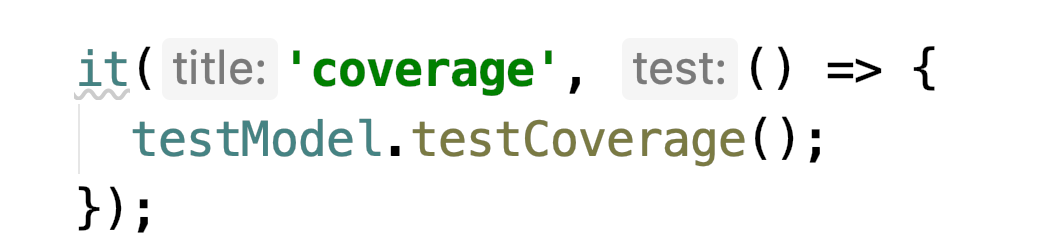 it( title: 'coverage', test: () => {
testModel.testCoverage();
});